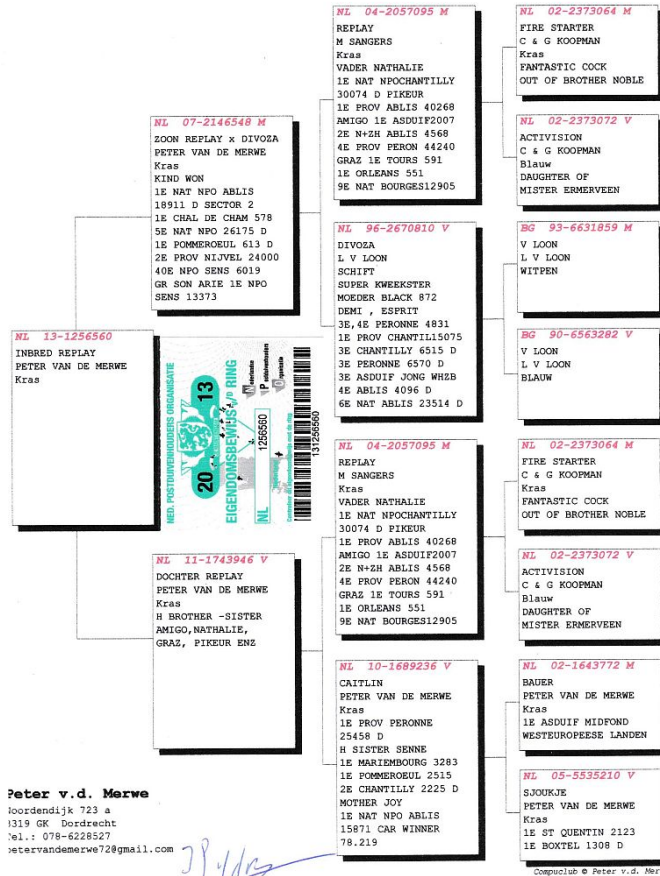 NL 13-1256560
INBRED REPLAY
PETER VAN DE MERWE
Kras
NL 07-2146548 M
ZOON REPLAY x DIVOZA
PETER VAN DE MERWE
Kras
KIND WON
1E NAT NPO ABLIS
18911 D SECTOR 2
1E CHAL DE CHAM 578
5E NAT NPO 26175 D
1E POMMEROEUL 613 D
2E PROV NIJVEL 24000
40E NPO SENS 6019
GR SON ARIE 1E NPO
SENS 13373
NL 11-1743946 V
DOCHTER REPLAY
PETER VAN DE MERWE
Kras
H BROTHER -SISTER
AMIGO,NATHALIE,
GRAZ, PIKEUR ENZ
NL 04-2057095 M
REPLAY
M SANGERS
Kras
VADER NATHALIE
1E NAT NPOCHANTILLY
30074 D PIKEUR
1E PROV ABLIS 40268
AMIGO 1E ASDUIF2007
2E N+ZH ABLIS 4568
4E PROV PERON 44240
GRAZ 1E TOURS 591
1E ORLEANS 551
9E NAT BOURGES12905
NL 96-2670810 V
DIVOZA
L V LOON
SCHIFT
SUPER KWEEKSTER
MOEDER BLACK 872
DEMI , ESPRIT
3E,4E PERONNE 4831
1E PROV CHANTIL15075
3E CHANTILLY 6515 D
3E PERONNE 6570 D
3E ASDUIF JONG WHZB
4E ABLIS 4096 D
6E NAT ABLIS 23514 D
NL 04-2057095 M
REPLAY
M SANGERS
Kras
VADER NATHALIE
1E NAT NPOCHANTILLY
30074 D PIKEUR
1E PROV ABLIS 40268
AMIGO 1E ASDUIF2007
2E N+ZH ABLIS 4568
4E PROV PERON 44240
GRAZ 1E TOURS 591
1E ORLEANS 551
9E NAT BOURGES12905
NL 10-1689236 V
CAITLIN
PETER VAN DE MERWE
Kras
1E PROV PERONNE
25458 D
H SISTER SENNE
1E MARIEMBOURG 3283
1E POMMEROEUL 2515
2E CHANTILLY 2225 D
MOTHER JOY
1E NAT NPO ABLIS
15871 CAR WINNER
78.219
NL 02-2373064 M
FIRE STARTER
C & G KOOPMAN
Kras
FANTASTIC COCK
OUT OF BROTHER NOBLE
NL 02-2373072 V
ACTIVISION
C & G KOOPMAN
Blauw
DAUGHTER OF
MISTER ERMERVEEN
BG 93-6631859 M
V LOON
L V LOON
WITPEN
BG 90-6563282 V
V LOON
L V LOON
BLAUW
NL 02-2373064 M
FIRE STARTER
C & G KOOPMAN
Kras
FANTASTIC COCK
OUT OF BROTHER NOBLE
NL 02-2373072 V
ACTIVISION
C & G KOOPMAN
Blauw
DAUGHTER OF
MISTER ERMERVEEN
NL 02-1643772 M
BAUER
PETER VAN DE MERWE
Kras
1E ASDUIF MIDFOND
WESTEUROPEESE LANDEN
NL 05-5535210 V
SJOUKJE
PETER VAN DE MERWE
Kras
1E ST QUENTIN 2123
1E BOXTEL 1308 D
NED. POSTDUIVENHOUDERS ORGANISATIE
20 13
EIGENDOMSBEWIJS v/d RING
NL 1256560
Nederlandse
Postduivenhouders
Organisatie
131256560
Peter v.d. Merwe
oordendijk 723 a
319 GK Dordrecht
el.: 078-6228527
petervandemerwe72@gmail.com
Compuclub © Peter v.d. Mer